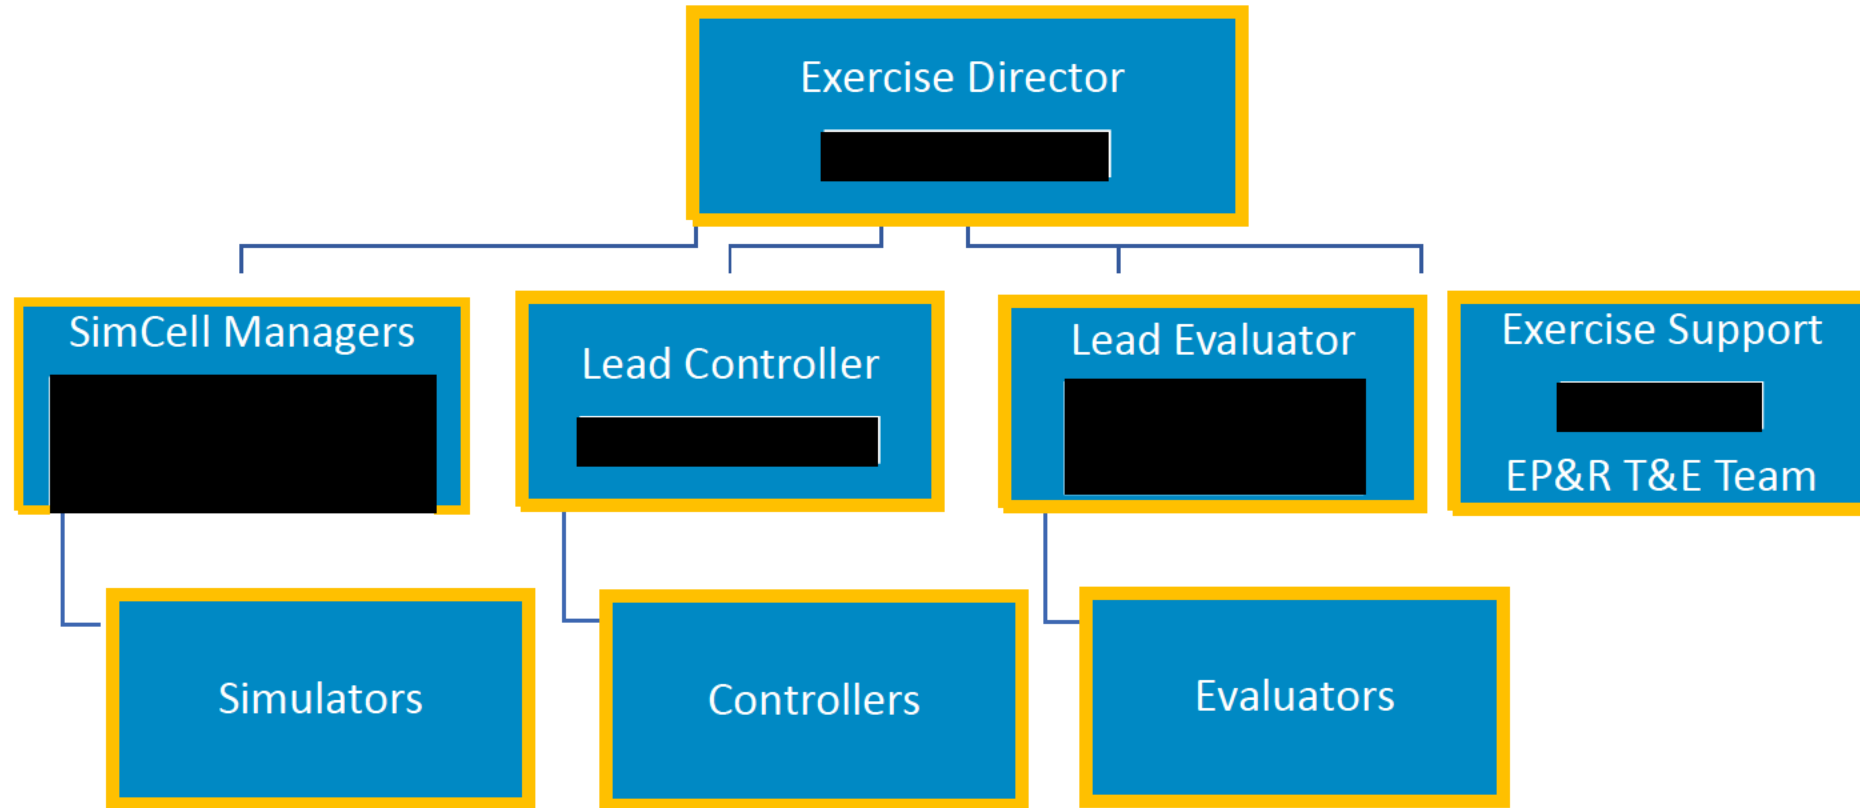 Exercise Director
SimCell Managers
Lead Controller
Lead Evaluator
Exercise Support
EP&R T&E Team
Simulators
Controllers
Evaluators